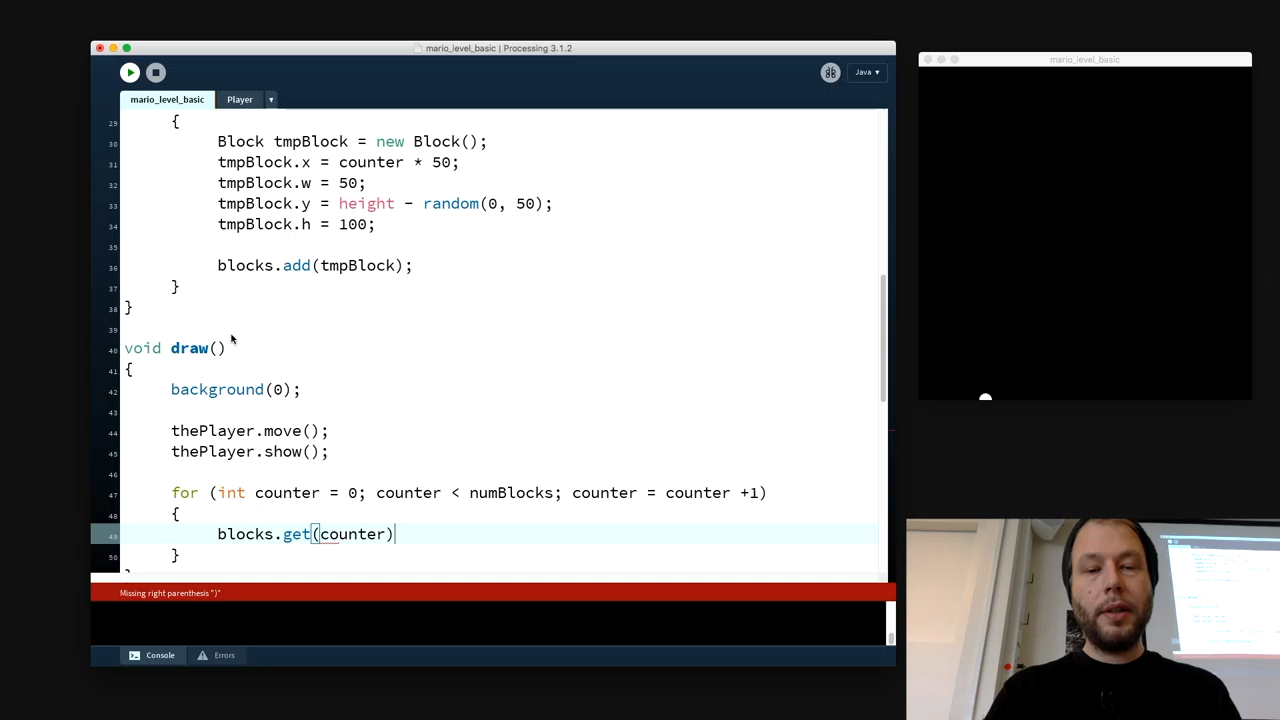 mario_level_basic | Processing 3.1.2
Java ▾
mario_level_basic
Player
▾
29 {
30 Block tmpBlock = new Block();
31 tmpBlock.x = counter * 50;
32 tmpBlock.w = 50;
33 tmpBlock.y = height - random(0, 50);
34 tmpBlock.h = 100;
35
36 blocks.add(tmpBlock);
37 }
38 }
39
40 void draw()
41 {
42 background(0);
43
44 thePlayer.move();
45 thePlayer.show();
46
47 for (int counter = 0; counter < numBlocks; counter = counter +1)
48 {
49 blocks.get(counter)
50 }
Missing right parenthesis ")"
Console
Errors
mario_level_basic